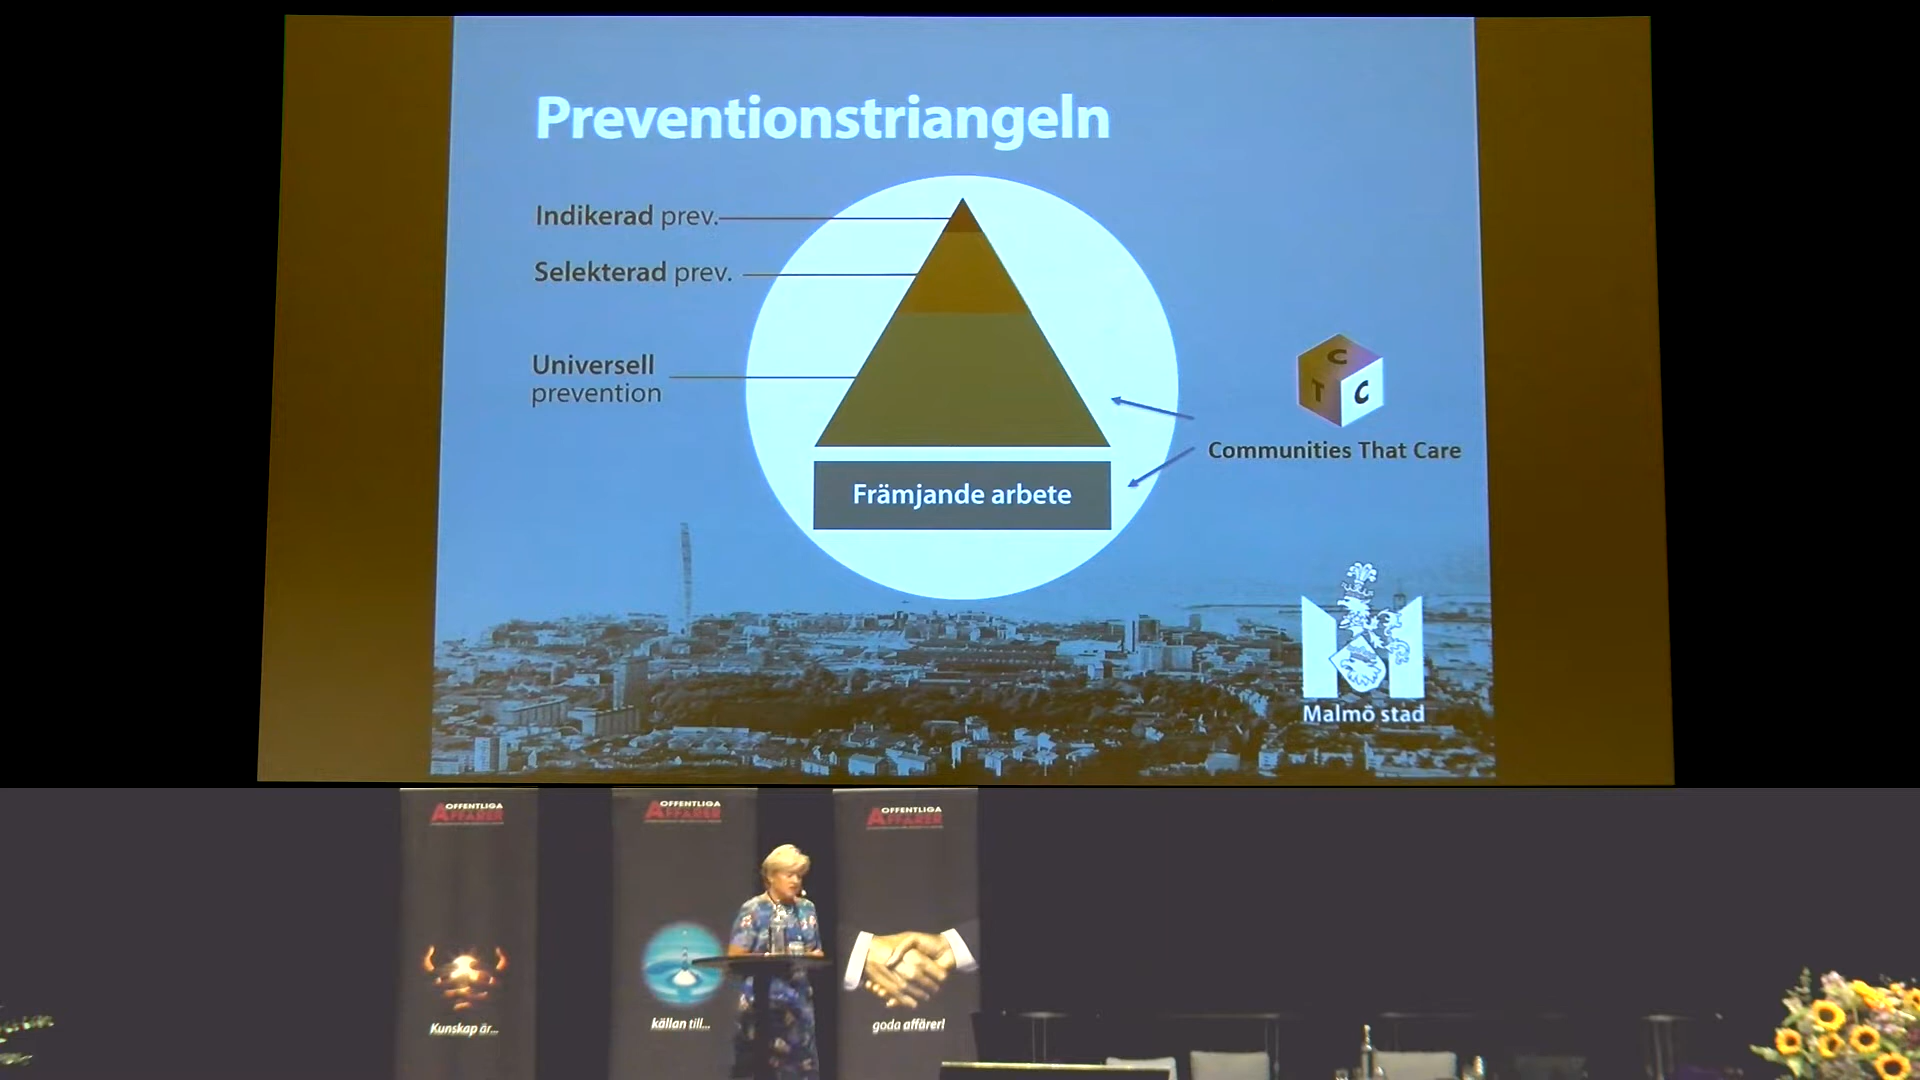 Preventionstriangeln
Indikerad prev.
Selekterad prev.
Universell
prevention
Främjande arbete
C
T C
Communities That Care
Malmö stad
OFFENTLIGA
AFFÄRER
OFFENTLIGA
AFFÄRER
OFFENTLIGA
AFFÄRER
Kunskap är...
källan till...
goda affärer!